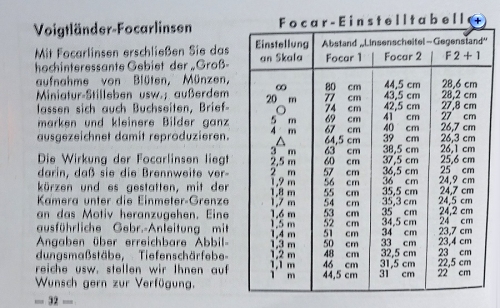 Voigtländer-Focarlinsen
Mit Focarlinsen erschließen Sie das
hochinteressante Gebiet der „Groß-
aufnahme von Blüten, Münzen,
Miniatur-Stilleben usw.; außerdem
lassen sich auch Buchseiten, Brief-
marken und kleinere Bilder ganz
ausgezeichnet damit reproduzieren.
Die Wirkung der Focarlinsen liegt
darin, daß sie die Brennweite ver-
kürzen und es gestatten, mit der
Kamera unter die Einmeter-Grenze
an das Motiv heranzugehen. Eine
ausführliche Gebr.-Anleitung mit
Angaben über erreichbare Abbil-
dungsmaßstäbe, Tiefenschärfebe-
reiche usw. stellen wir Ihnen auf
Wunsch gern zur Verfügung.
— 32 —
Focar-Einstelltabelle
Einstellung an Skala Abstand „Linsenscheitel-Gegenstand"
Focar 1 Focar 2 F 2 + 1
∞ 80 cm 44,5 cm 28,6 cm
20 m 77 cm 43,5 cm 28,2 cm
○ 74 cm 42,5 cm 27,8 cm
5 m 69 cm 41 cm 27 cm
4 m 67 cm 40 cm 26,7 cm
△ 64,5 cm 39 cm 26,3 cm
3 m 63 cm 38,5 cm 26,1 cm
2,5 m 60 cm 37,5 cm 25,6 cm
2 m 57 cm 36,5 cm 25 cm
1,9 m 56 cm 36 cm 24,9 cm
1,8 m 55 cm 35,5 cm 24,7 cm
1,7 m 54 cm 35,3 cm 24,5 cm
1,6 m 53 cm 35 cm 24,2 cm
1,5 m 52 cm 34,5 cm 24 cm
1,4 m 51 cm 34 cm 23,7 cm
1,3 m 50 cm 33 cm 23,4 cm
1,2 m 48 cm 32,5 cm 23 cm
1,1 m 46 cm 31,5 cm 22,5 cm
1 m 44,5 cm 31 cm 22 cm